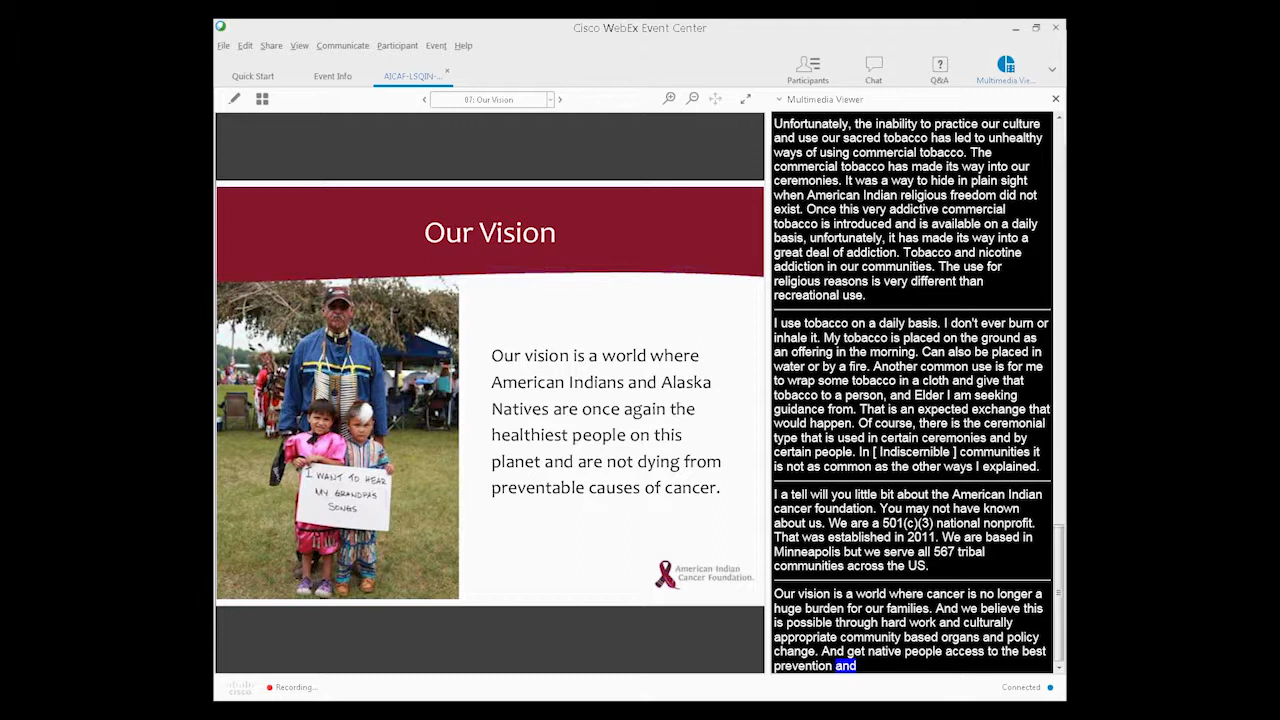 Cisco WebEx Event Center
File Edit Share View Communicate Participant Event Help
Quick Start
Event Info
AICAF-LSQIN-...
Participants
Chat
Q&A
Multimedia Vie...
07: Our Vision
Multimedia Viewer
Our Vision
I WANT TO HEAR
MY GRANDPAS
SONGS
Our vision is a world where
American Indians and Alaska
Natives are once again the
healthiest people on this
planet and are not dying from
preventable causes of cancer.
American Indian
Cancer Foundation.
Unfortunately, the inability to practice our culture
and use our sacred tobacco has led to unhealthy
ways of using commercial tobacco. The
commercial tobacco has made its way into our
ceremonies. It was a way to hide in plain sight
when American Indian religious freedom did not
exist. Once this very addictive commercial
tobacco is introduced and is available on a daily
basis, unfortunately, it has made its way into a
great deal of addiction. Tobacco and nicotine
addiction in our communities. The use for
religious reasons is very different than
recreational use.
I use tobacco on a daily basis. I don't ever burn or
inhale it. My tobacco is placed on the ground as
an offering in the morning. Can also be placed in
water or by a fire. Another common use is for me
to wrap some tobacco in a cloth and give that
tobacco to a person, and Elder I am seeking
guidance from. That is an expected exchange that
would happen. Of course, there is the ceremonial
type that is used in certain ceremonies and by
certain people. In [ Indiscernible ] communities it
is not as common as the other ways I explained.
I a tell will you little bit about the American Indian
cancer foundation. You may not have known
about us. We are a 501(c)(3) national nonprofit.
That was established in 2011. We are based in
Minneapolis but we serve all 567 tribal
communities across the US.
Our vision is a world where cancer is no longer a
huge burden for our families. And we believe this
is possible through hard work and culturally
appropriate community based organs and policy
change. And get native people access to the best
prevention and
cisco
Recording...
Connected